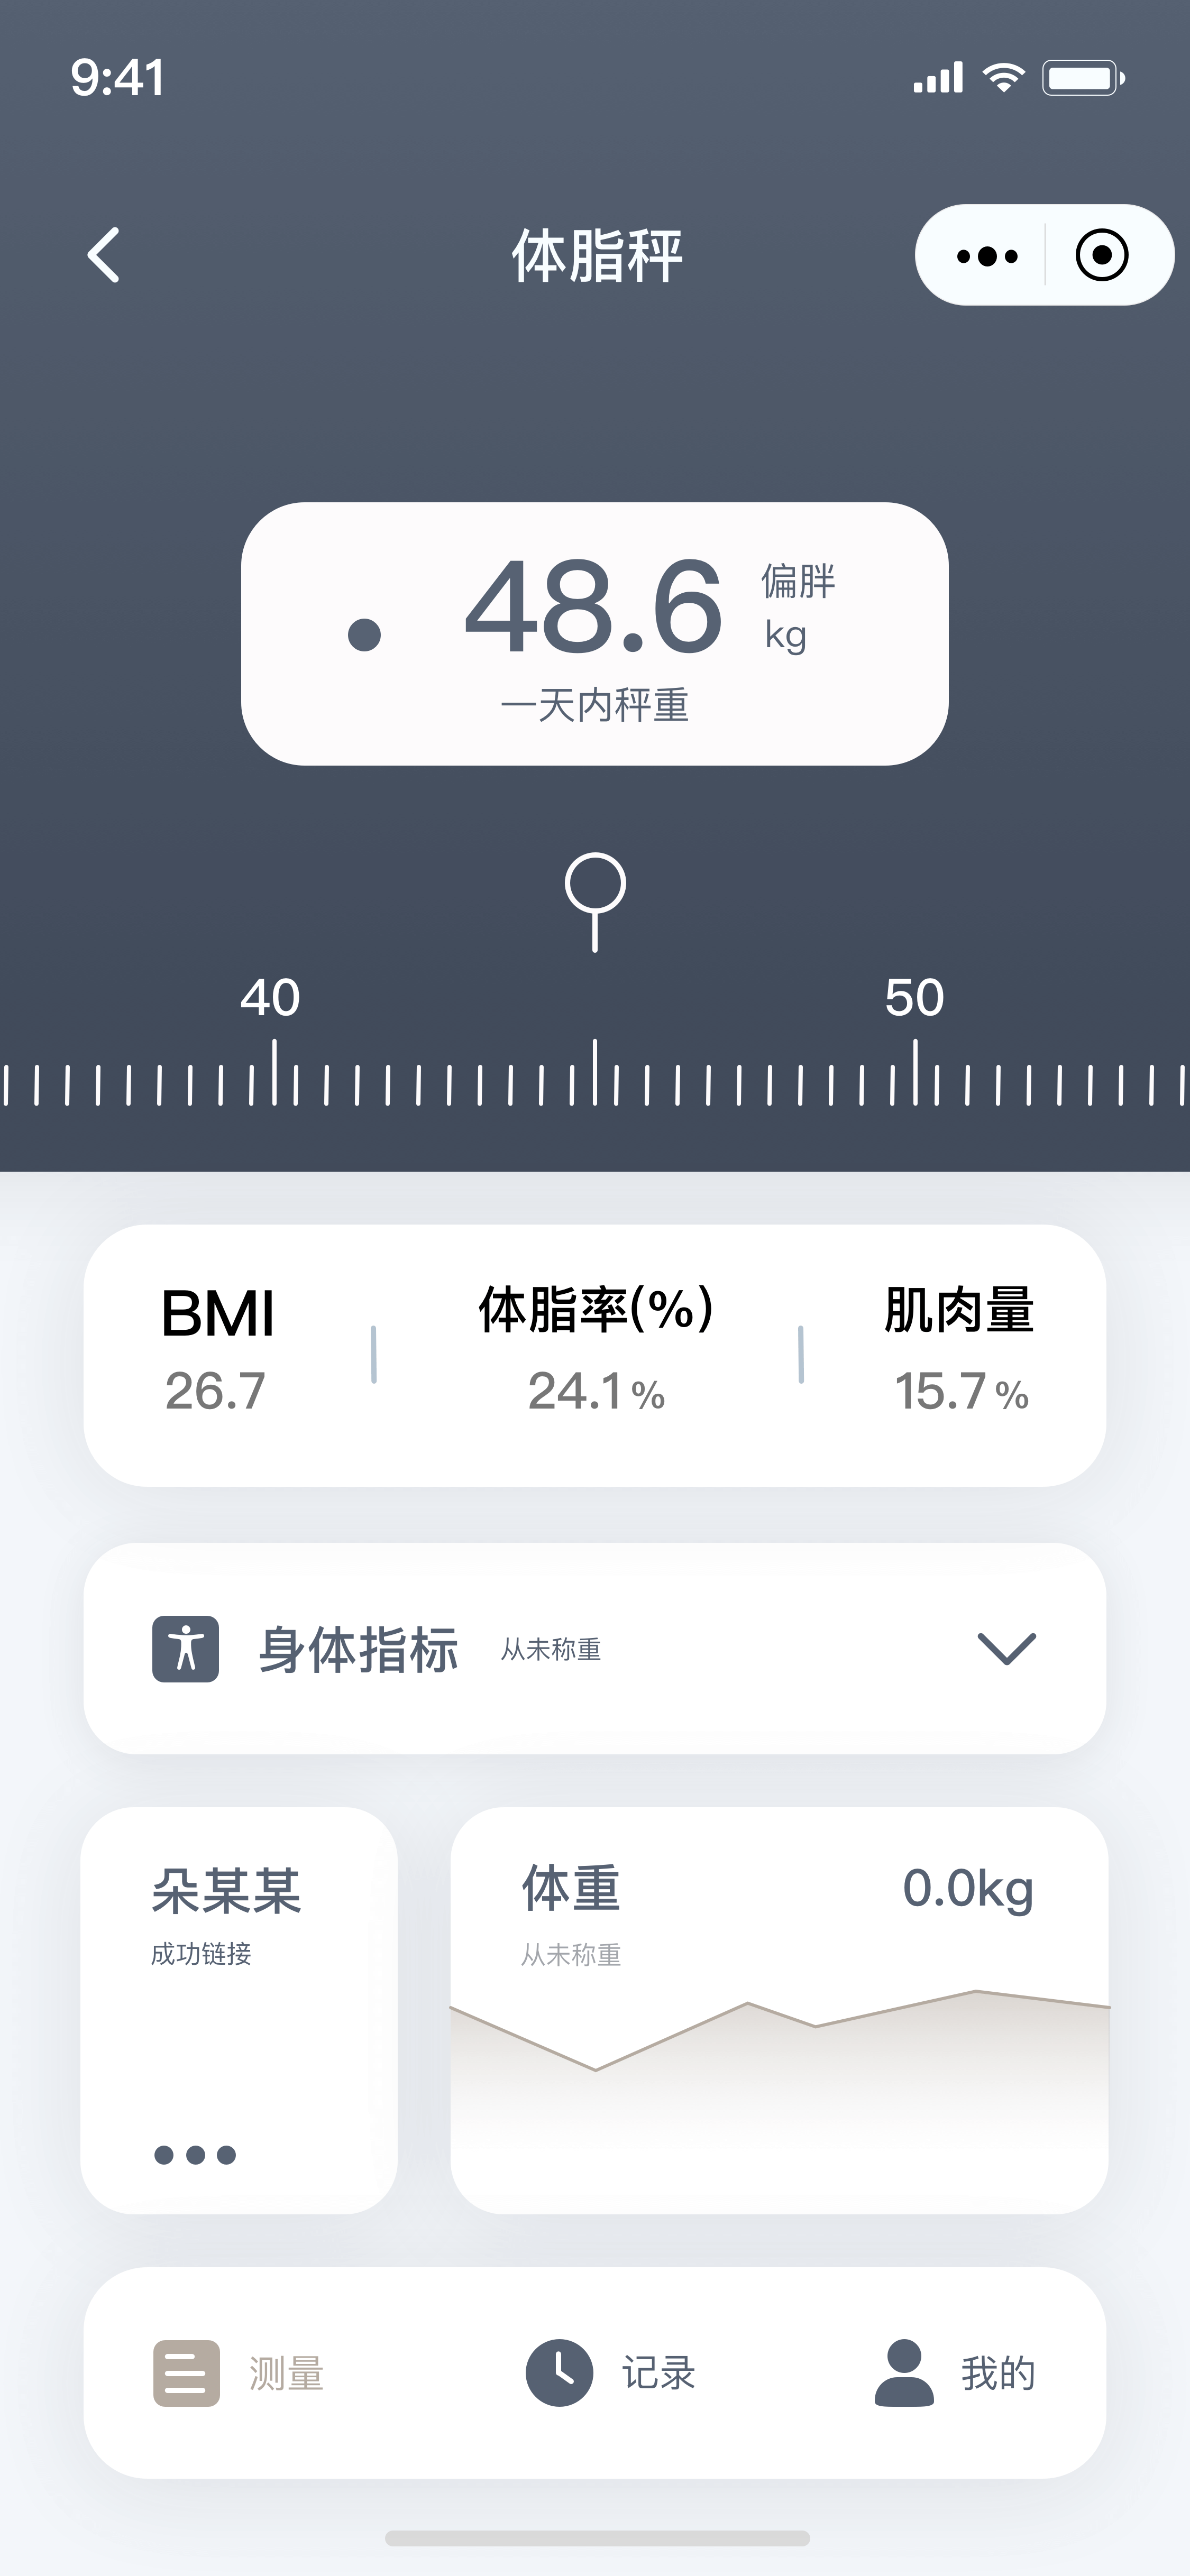 9:41
体脂秤
48.6 偏胖
kg
一天内秤重
40 50
BMI 体脂率(%) 肌肉量
26.7 24.1% 15.7%
身体指标 从未称重
朵某某
成功链接
体重 0.0kg
从未称重
测量 记录 我的